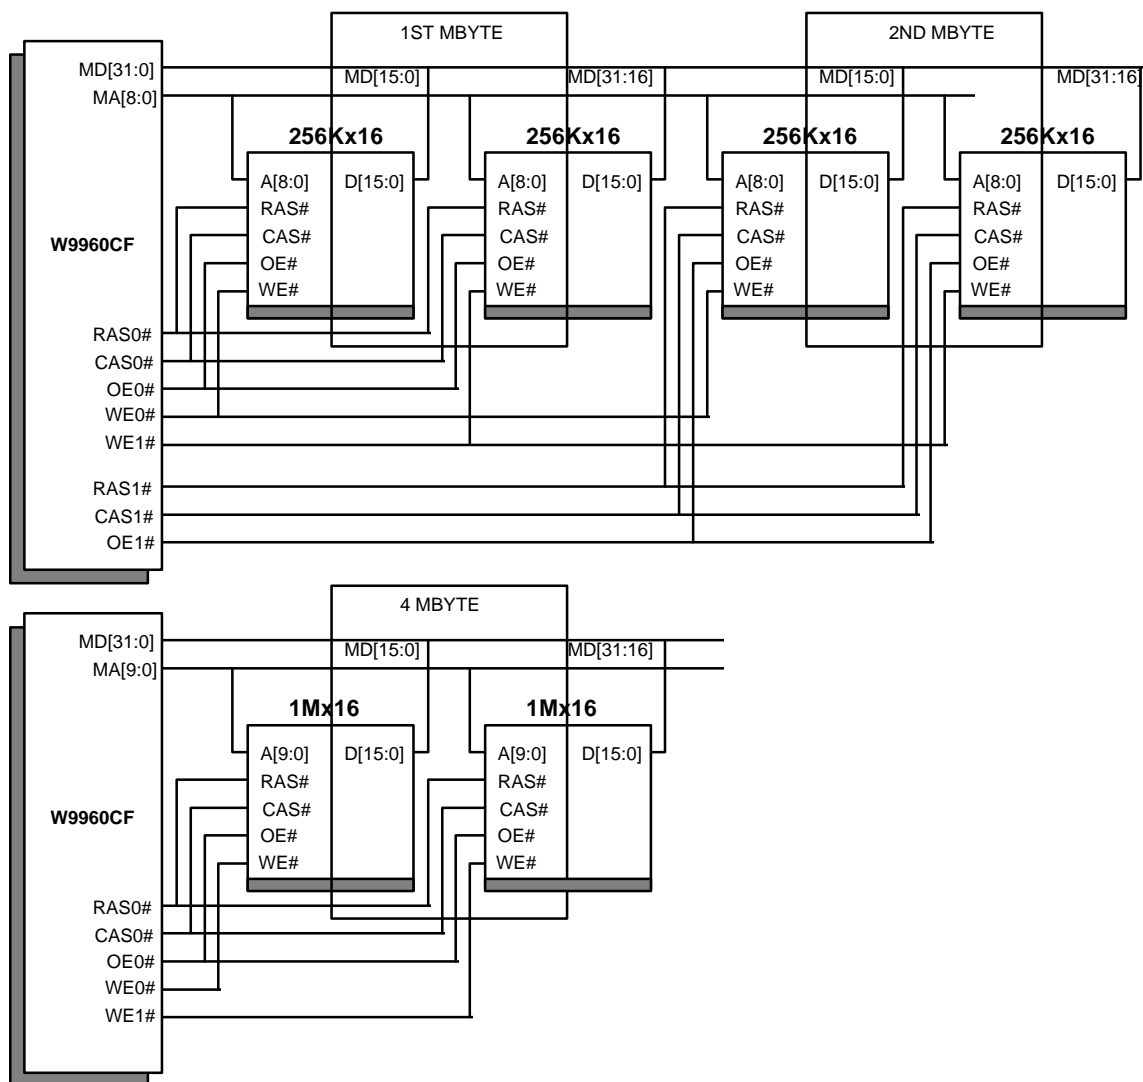 1ST MBYTE
2ND MBYTE
MD[31:0]
MD[15:0]
MD[31:16]
MD[15:0]
MD[31:16]
MA[8:0]
256Kx16
256Kx16
256Kx16
256Kx16
A[8:0] D[15:0]
A[8:0] D[15:0]
A[8:0] D[15:0]
A[8:0] D[15:0]
RAS#
RAS#
RAS#
RAS#
CAS#
CAS#
CAS#
CAS#
W9960CF
OE#
OE#
OE#
OE#
WE#
WE#
WE#
WE#
RAS0#
CAS0#
OE0#
WE0#
WE1#
RAS1#
CAS1#
OE1#
4 MBYTE
MD[31:0]
MD[15:0]
MD[31:16]
MA[9:0]
1Mx16
1Mx16
A[9:0] D[15:0]
A[9:0] D[15:0]
RAS#
RAS#
CAS#
CAS#
W9960CF
OE#
OE#
WE#
WE#
RAS0#
CAS0#
OE0#
WE0#
WE1#